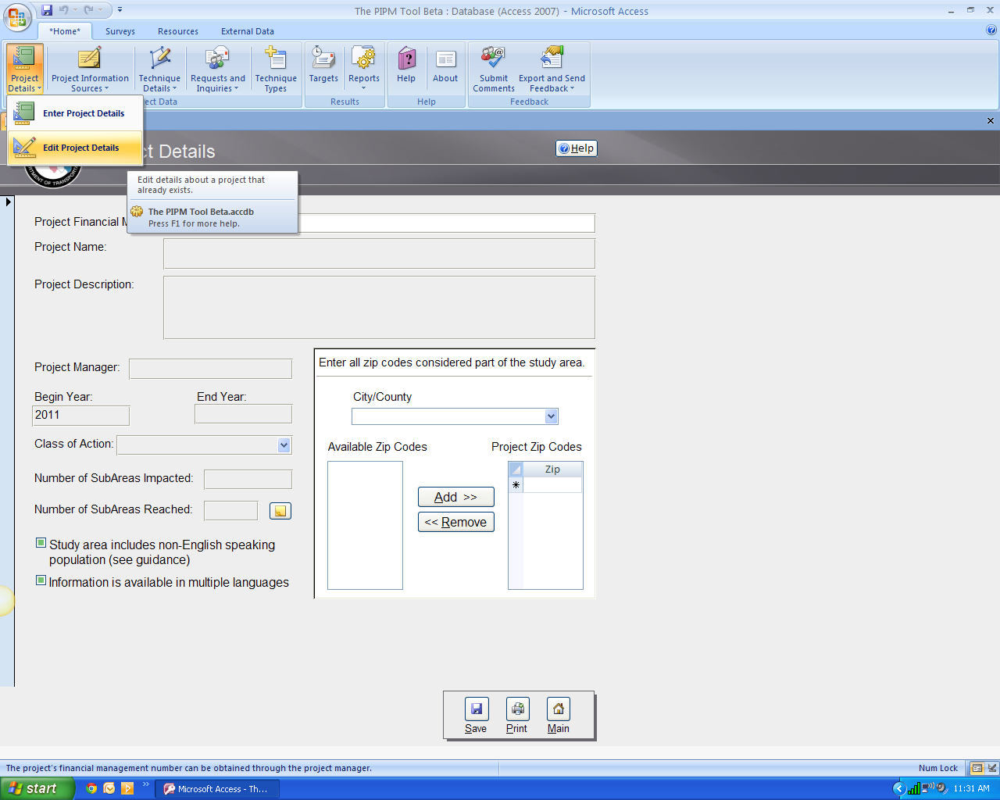 The PIPM Tool Beta : Database (Access 2007) - Microsoft Access
*Home*
Surveys
Resources
External Data
Project Details
Project Information Sources
Technique Details
Requests and Inquiries
Technique Types
Targets
Reports
Help
About
Submit Comments
Export and Send Feedback
ct Data
Results
Help
Feedback
Enter Project Details
Edit Project Details
ct Details
Help
ARTMENT OF TRANSPORTA
Edit details about a project that
already exists.
The PIPM Tool Beta.accdb
Press F1 for more help.
Project Financial M
Project Name:
Project Description:
Project Manager:
Begin Year:
End Year:
2011
Class of Action:
Number of SubAreas Impacted:
Number of SubAreas Reached:
Study area includes non-English speaking
population (see guidance)
Information is available in multiple languages
Enter all zip codes considered part of the study area.
City/County
Available Zip Codes
Project Zip Codes
Zip
*
Add >>
<< Remove
Save
Print
Main
The project's financial management number can be obtained through the project manager.
Num Lock
start
Microsoft Access - Th...
11:31 AM